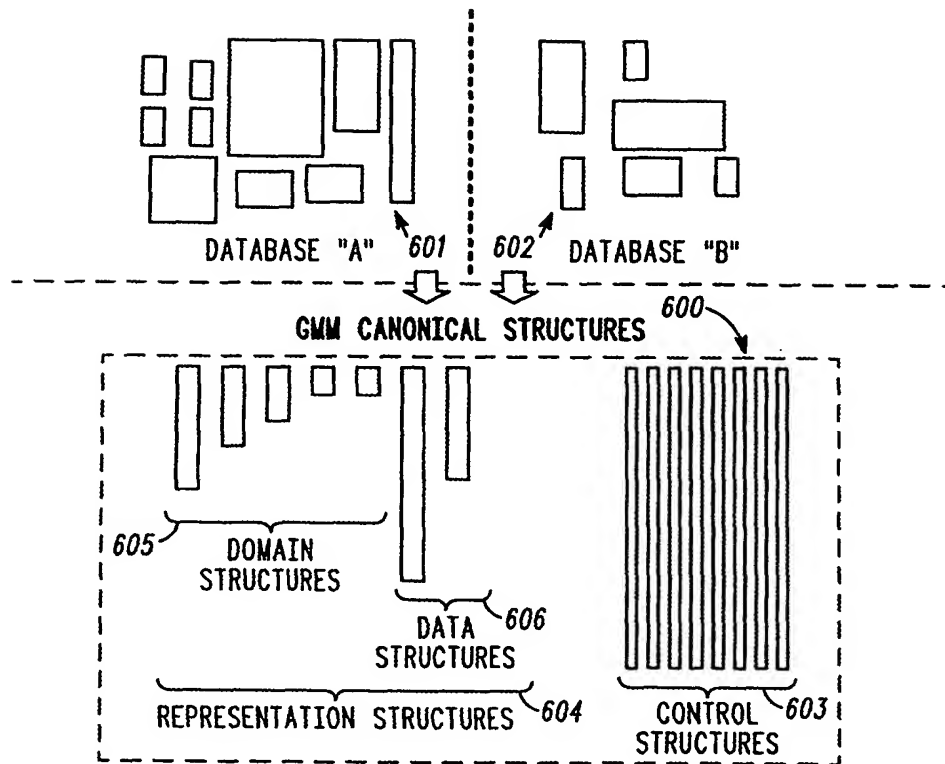 DATABASE "A" 601 602 DATABASE "B"
GMM CANONICAL STRUCTURES 600
605 DOMAIN
STRUCTURES
DATA 606
STRUCTURES
REPRESENTATION STRUCTURES 604
CONTROL 603
STRUCTURES